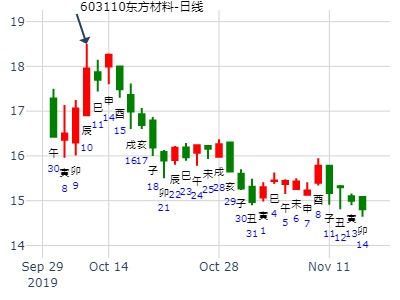 603110东方材料-日线
19
18
17
16
15
14
午
30
寅
8
卯
9
辰
10
巳
11
申
14
酉
15
戌
16
亥
17
子
18
卯
21
辰
22
巳
23
午
24
未
25
戌
28
亥
29
子
30
丑
31
寅
1
巳
4
午
5
未
6
申
7
酉
8
子
11
丑
12
寅
13
卯
14
Sep 29
2019
Oct 14
Oct 28
Nov 11